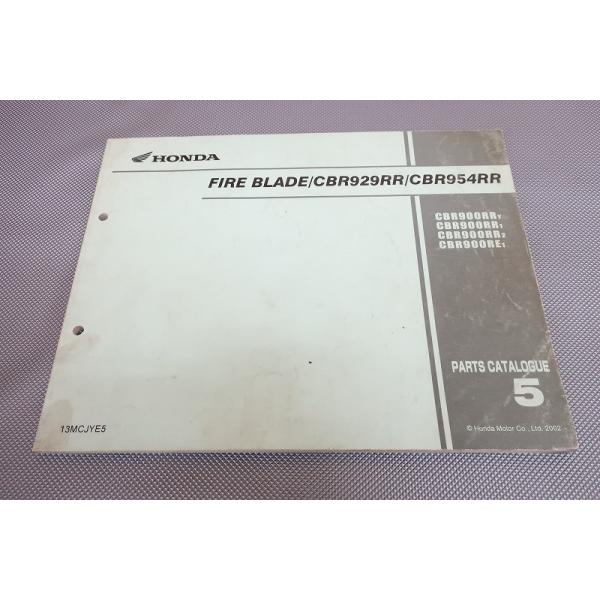 HONDA
FIRE BLADE/CBR929RR/CBR954RR
CBR900RRY
CBR900RR1
CBR900RR2
CBR900RE1
PARTS CATALOGUE
5
13MCJYE5
© Honda Motor Co., Ltd. 2002